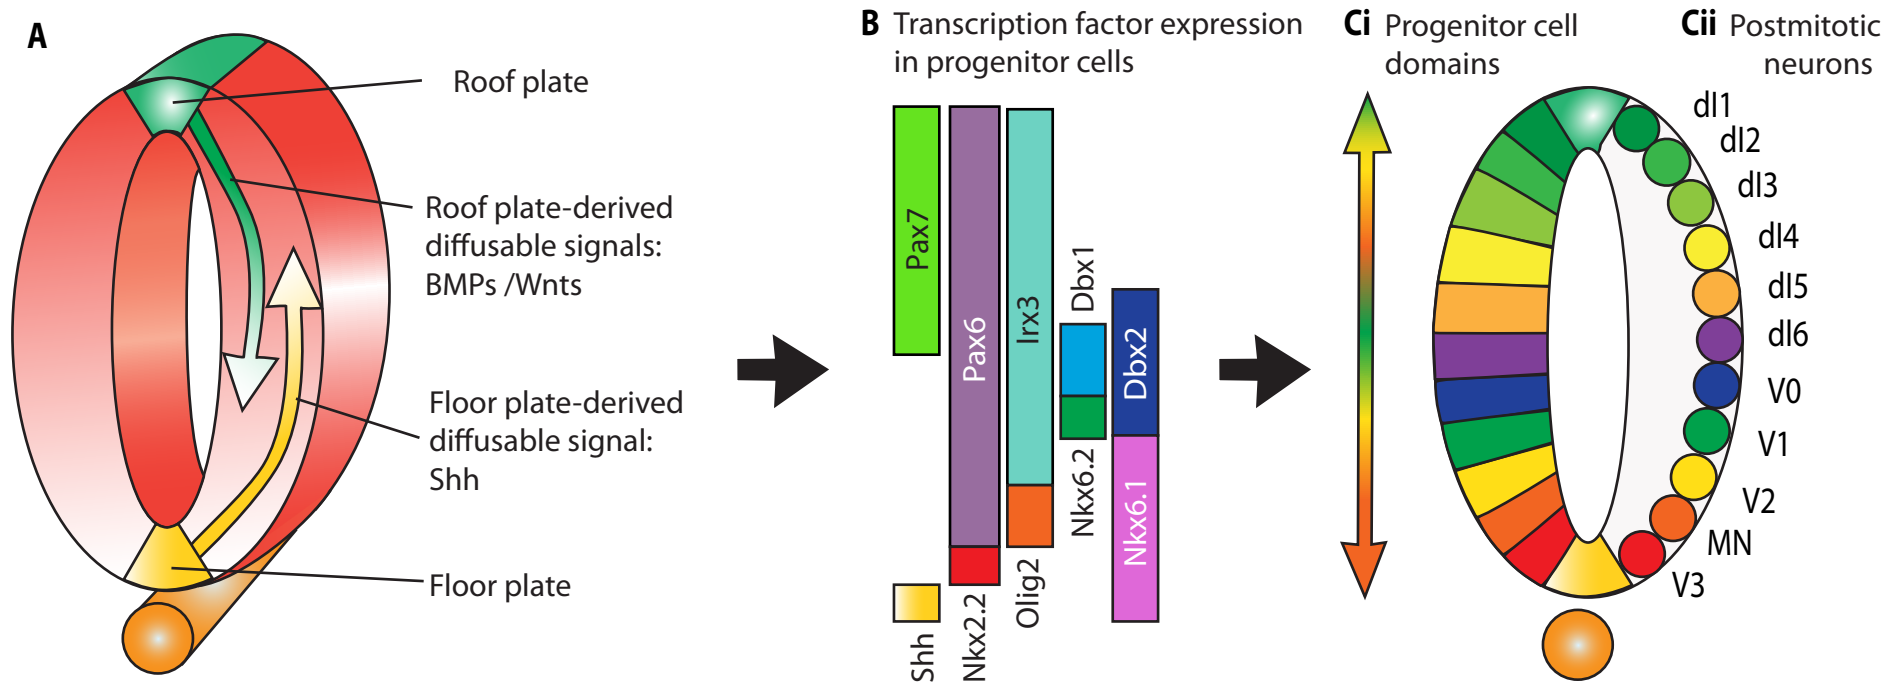 A
Roof plate
Roof plate-derived
diffusable signals:
BMPs /Wnts
Floor plate-derived
diffusable signal:
Shh
Floor plate
B Transcription factor expression
in progenitor cells
Pax7
Pax6
Irx3
Dbx1
Dbx2
Nkx6.2
Nkx6.1
Shh
Nkx2.2
Olig2
Ci Progenitor cell
domains
Cii Postmitotic
neurons
dI1
dI2
dI3
dI4
dI5
dI6
V0
V1
V2
MN
V3